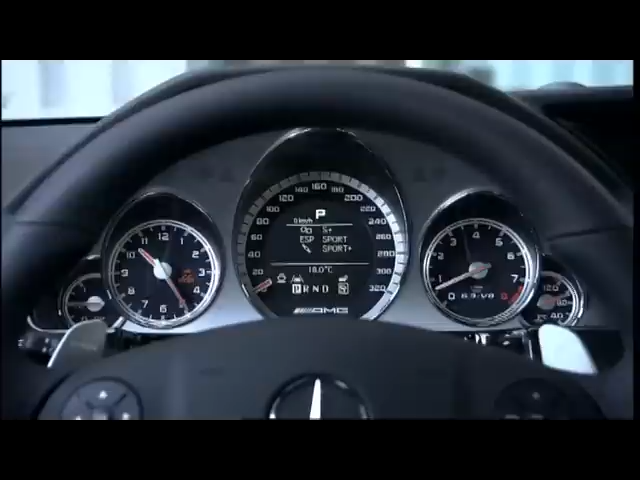 11 12 1 2 3 4 5 6 7 8 9 10
20 40 60 80 100 120 140 160 180 200 220 240 260 280 300 320
P
0 km/h S+
ESP SPORT
SPORT+
18.0°C
PRND
AMG
0 1 2 3 4 5 6 7
6.3-V8
120
40